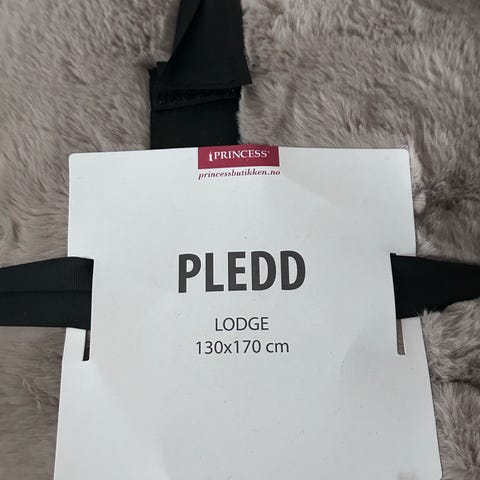 PRINCESS
princessbutikken.no
PLEDD
LODGE
130x170 cm